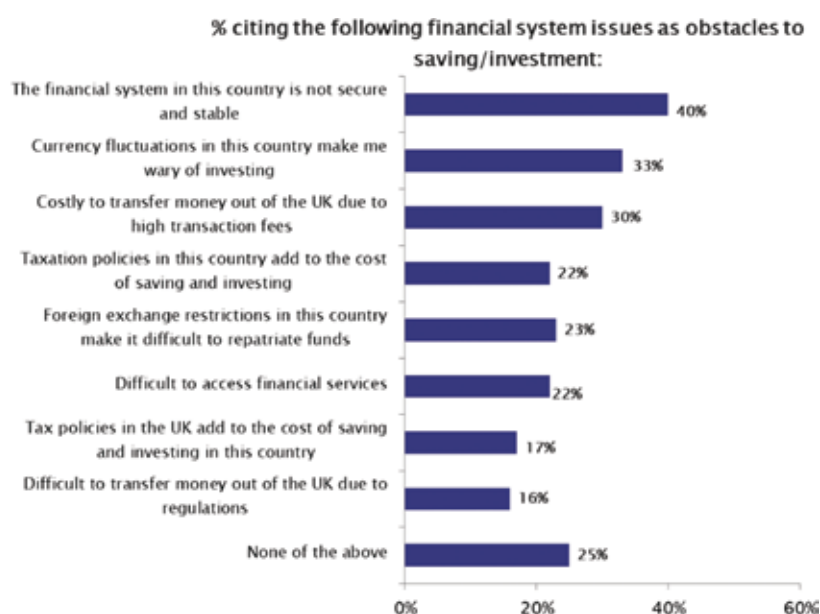 % citing the following financial system issues as obstacles to
saving/investment:
The financial system in this country is not secure
and stable
40%
Currency fluctuations in this country make me
wary of investing
33%
Costly to transfer money out of the UK due to
high transaction fees
30%
Taxation policies in this country add to the cost
of saving and investing
22%
Foreign exchange restrictions in this country
make it difficult to repatriate funds
23%
Difficult to access financial services
22%
Tax policies in the UK add to the cost of saving
and investing in this country
17%
Difficult to transfer money out of the UK due to
regulations
16%
None of the above
25%
0% 20% 40% 60%